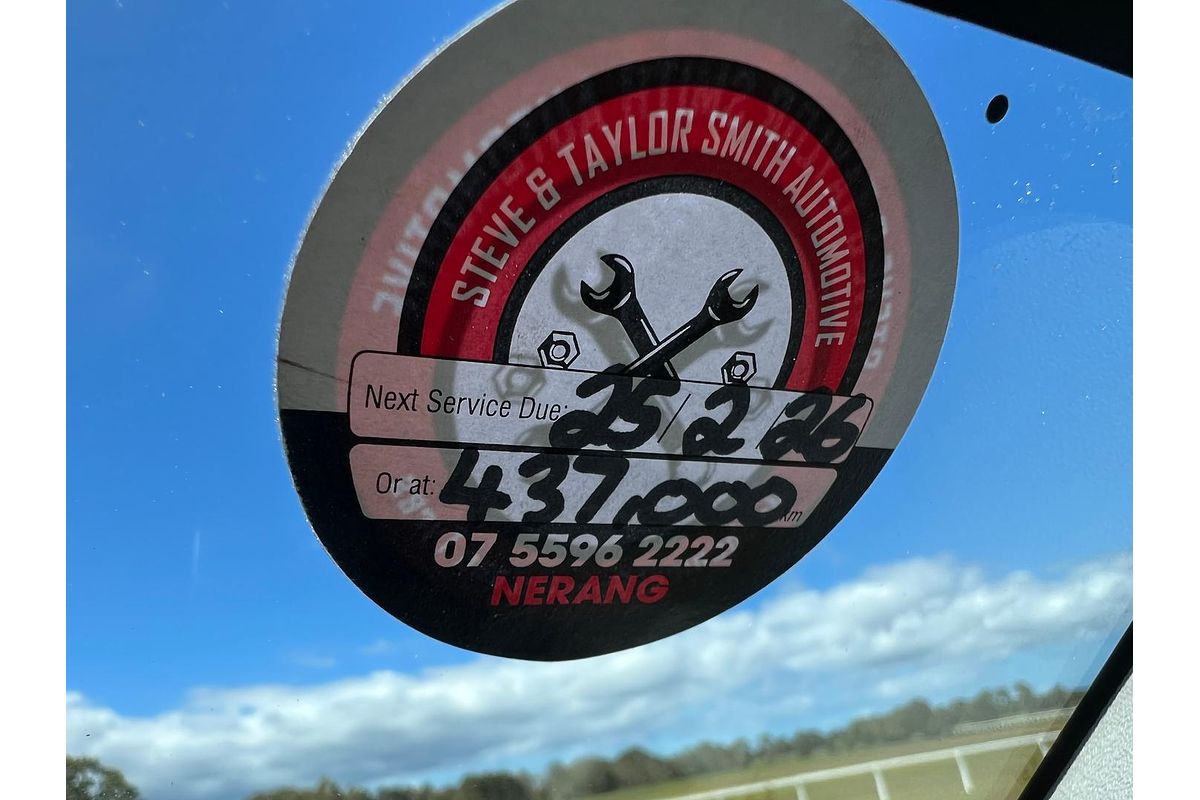 STEVE & TAYLOR SMITH AUTOMOTIVE
Next Service Due: 25/2/26
Or at: 437,000 km
07 5596 2222
NERANG